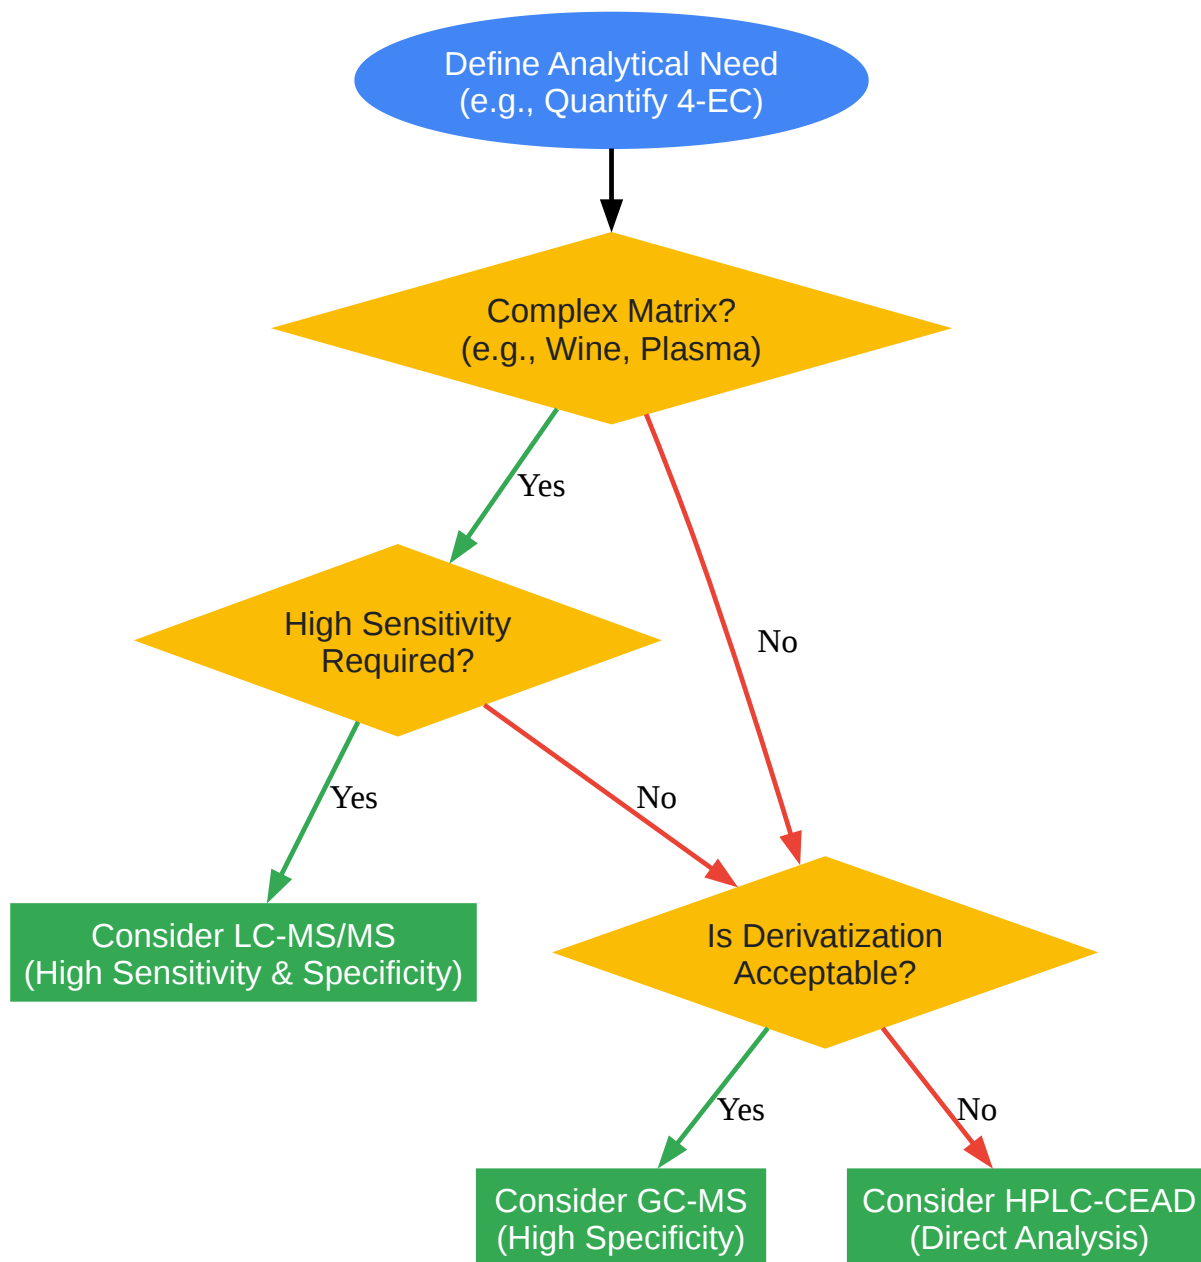 Define Analytical Need
(e.g., Quantify 4-EC)
Complex Matrix?
(e.g., Wine, Plasma)
Yes
No
High Sensitivity
Required?
Yes
No
Consider LC-MS/MS
(High Sensitivity & Specificity)
Is Derivatization
Acceptable?
Yes
No
Consider GC-MS
(High Specificity)
Consider HPLC-CEAD
(Direct Analysis)